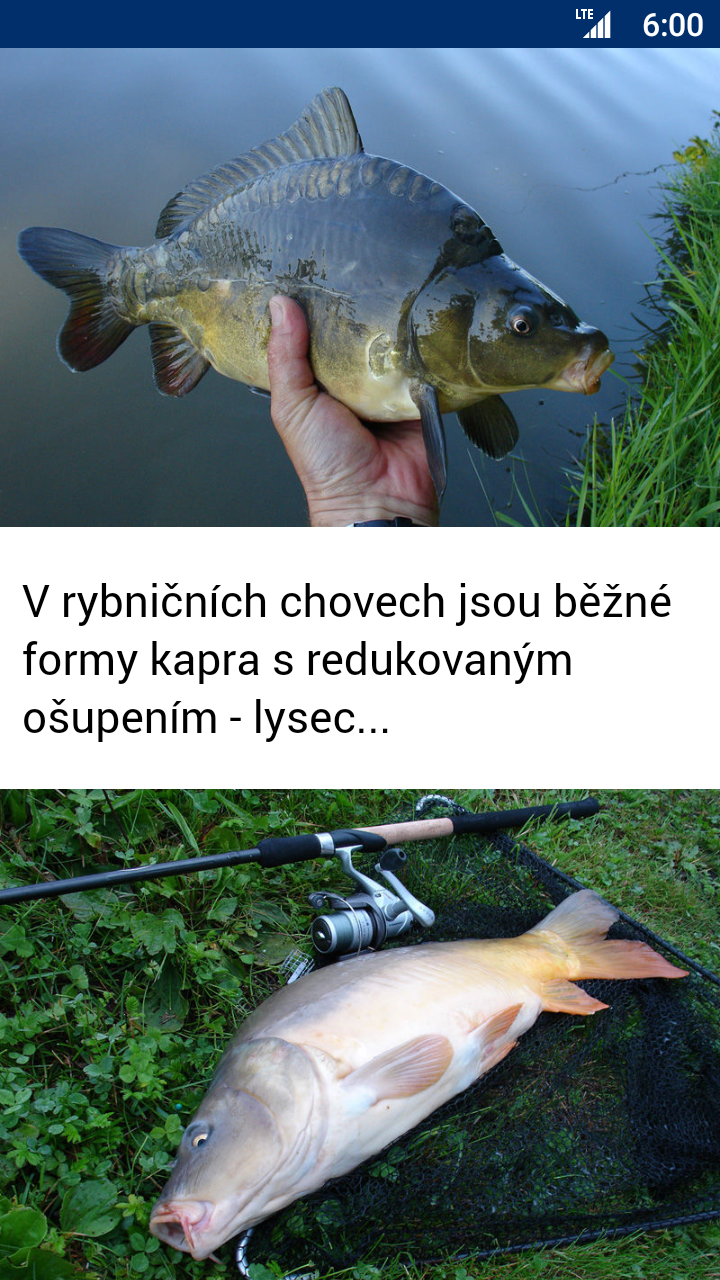 LTE
6:00
V rybničních chovech jsou běžné
formy kapra s redukovaným
ošupením - lysec...